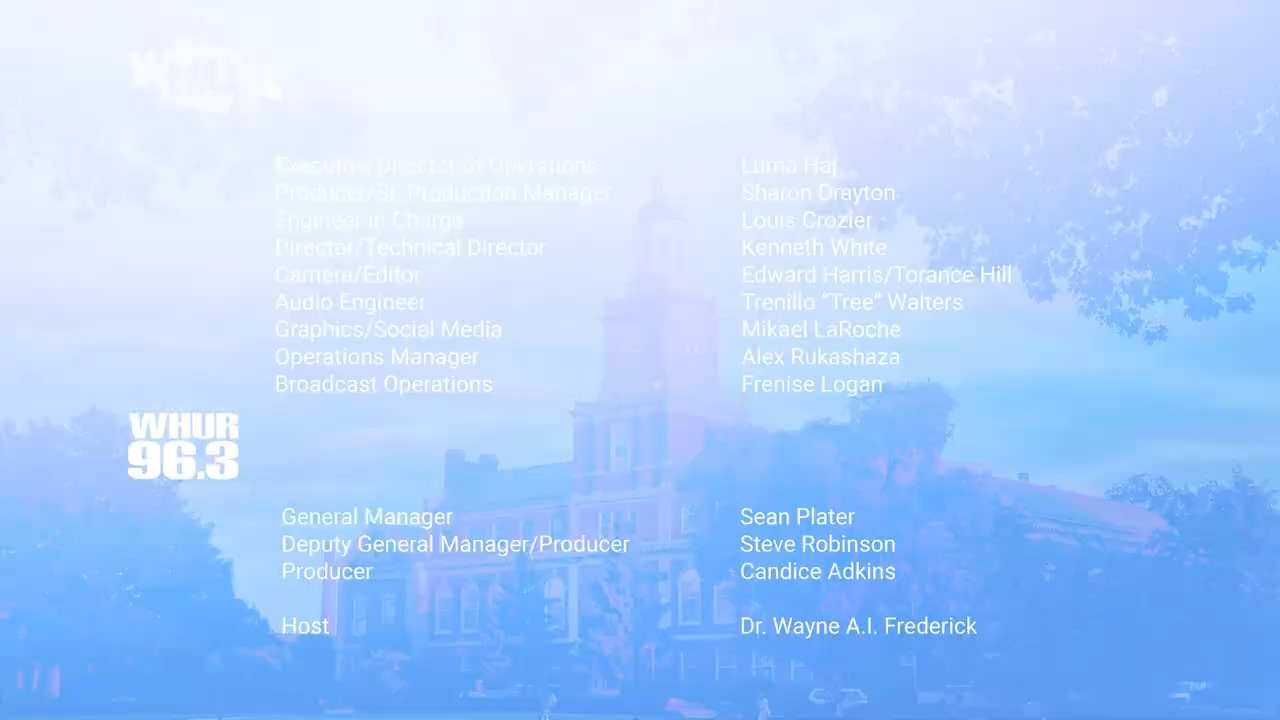 Executive Director of Operations Luma Haj
Producer/Sr. Production Manager Sharon Drayton
Engineer in Charge Louis Crozier
Director/Technical Director Kenneth White
Camera/Editor Edward Harris/Torance Hill
Audio Engineer Trenillo “Tree” Walters
Graphics/Social Media Mikael LaRoche
Operations Manager Alex Rukashaza
Broadcast Operations Frenise Logan
WHUR
96.3
General Manager Sean Plater
Deputy General Manager/Producer Steve Robinson
Producer Candice Adkins
Host Dr. Wayne A.I. Frederick